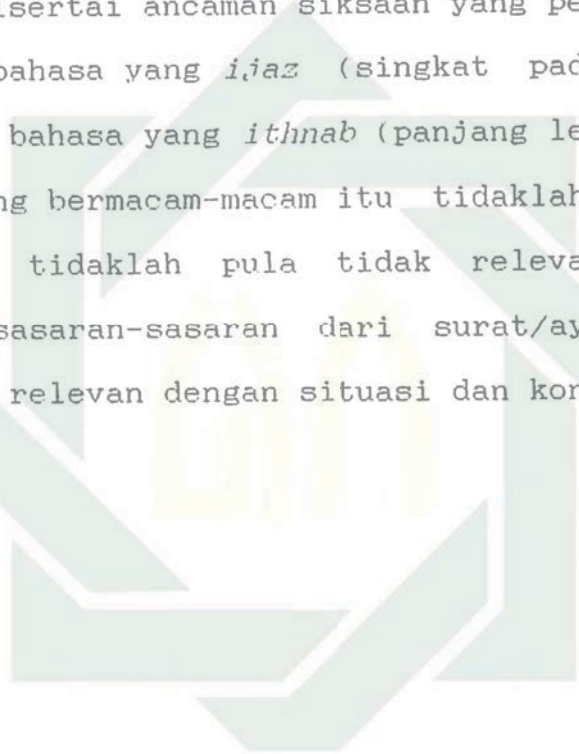 isertai ancaman siksaan yang pe
bahasa yang ijaz (singkat pad
bahasa yang ithnab (panjang le
ng bermacam-macam itu tidaklah
tidaklah pula tidak releva
sasaran-sasaran dari surat/ay
relevan dengan situasi dan kon